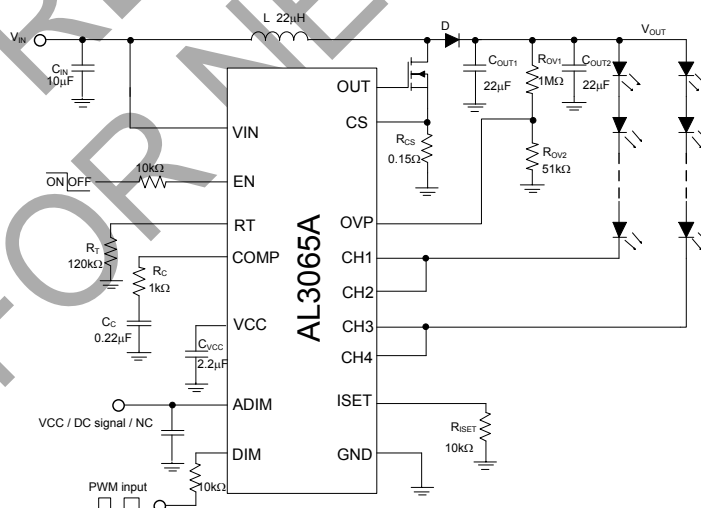 L 22µH
D
VIN
VOUT
CIN
10µF
COUT1
22µF
ROV1
1MΩ
COUT2
22µF
OUT
CS
RCS
0.15Ω
ROV2
51kΩ
VIN
ON OFF
10kΩ
EN
RT
OVP
RT
120kΩ
COMP
CH1
RC
1kΩ
CH2
AL3065A
CC
0.22µF
VCC
CH3
CVCC
2.2µF
CH4
ADIM
ISET
VCC / DC signal / NC
RISET
10kΩ
DIM
GND
PWM input
10kΩ